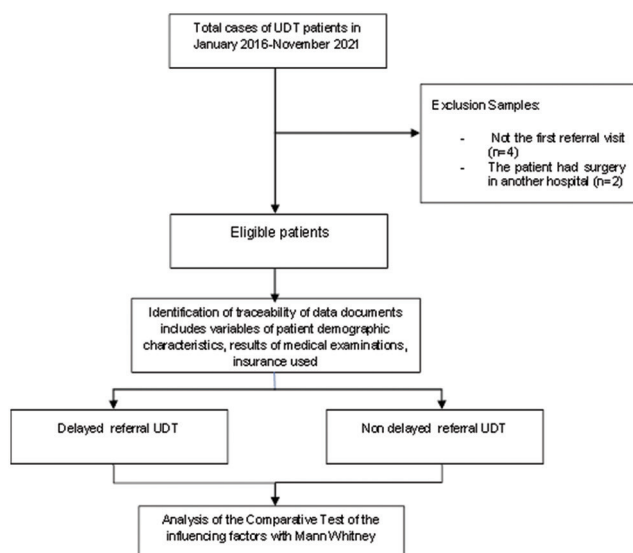 Total cases of UDT patients in
January 2016-November 2021
Exclusion Samples:
- Not the first referral visit
(n=4)
- The patient had surgery
in another hospital (n=2)
Eligible patients
Identification of traceability of data documents
includes variables of patient demographic
characteristics, results of medical examinations,
insurance used
Delayed referral UDT
Non delayed referral UDT
Analysis of the Comparative Test of the
influencing factors with Mann Whitney